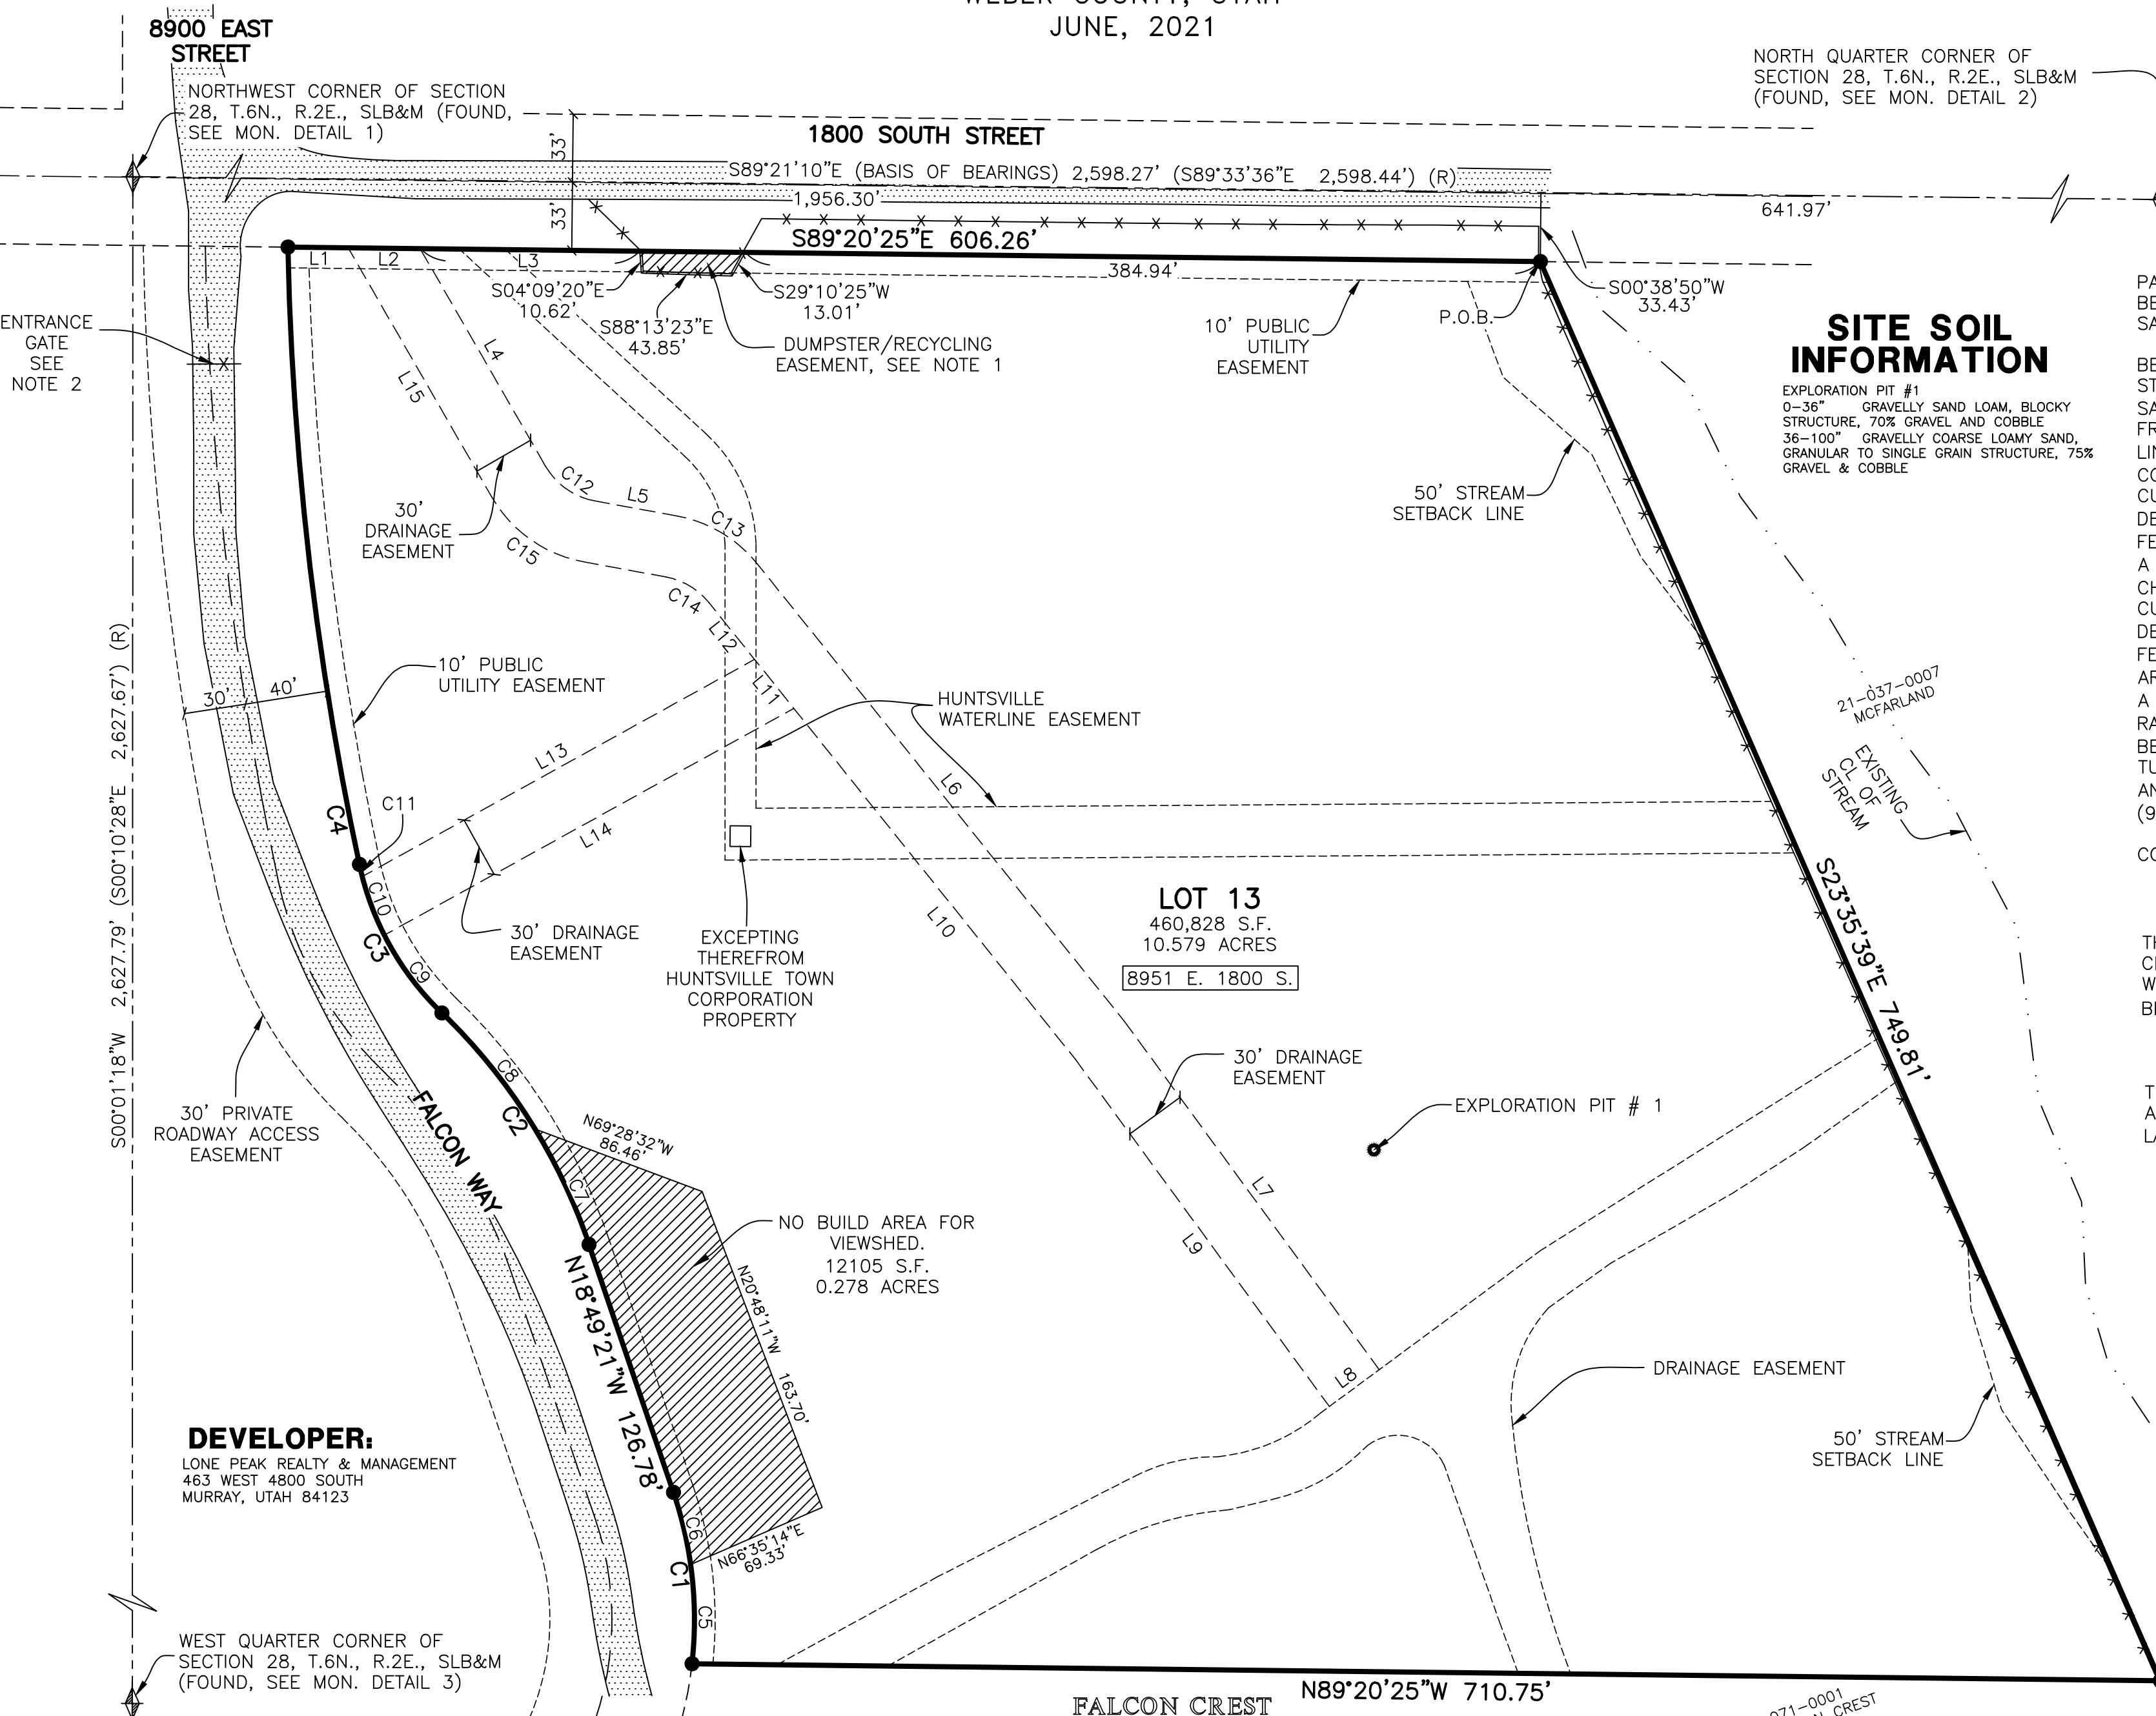 WEBER COUNTY, UTAH
JUNE, 2021
8900 EAST
STREET
NORTHWEST CORNER OF SECTION
28, T.6N., R.2E., SLB&M (FOUND,
SEE MON. DETAIL 1)
NORTH QUARTER CORNER OF
SECTION 28, T.6N., R.2E., SLB&M
(FOUND, SEE MON. DETAIL 2)
1800 SOUTH STREET
33'
33'
S89°21'10"E (BASIS OF BEARINGS) 2,598.27' (S89°33'36"E 2,598.44') (R)
1,956.30'
641.97'
S89°20'25"E 606.26'
L1
L2
L3
384.94'
S04°09'20"E
10.62'
S88°13'23"E
43.85'
S29°10'25"W
13.01'
DUMPSTER/RECYCLING
EASEMENT, SEE NOTE 1
10' PUBLIC
UTILITY
EASEMENT
P.O.B.
S00°38'50"W
33.43'
ENTRANCE
GATE
SEE
NOTE 2
SITE SOIL
INFORMATION
EXPLORATION PIT #1
0-36" GRAVELLY SAND LOAM, BLOCKY
STRUCTURE, 70% GRAVEL AND COBBLE
36-100" GRAVELLY COARSE LOAMY SAND,
GRANULAR TO SINGLE GRAIN STRUCTURE, 75%
GRAVEL & COBBLE
L4
L15
C12
L5
C13
C15
C14
L12
L11
30'
DRAINAGE
EASEMENT
50' STREAM
SETBACK LINE
10' PUBLIC
UTILITY EASEMENT
30'
40'
HUNTSVILLE
WATERLINE EASEMENT
21-037-0007
MCFARLAND
EXISTING
CL OF
STREAM
S00°01'18"W 2,627.79' (S00°10'28"E 2,627.67') (R)
L13
L14
L6
C4
C11
C10
C3
C9
30' DRAINAGE
EASEMENT
EXCEPTING
THEREFROM
HUNTSVILLE TOWN
CORPORATION
PROPERTY
L10
LOT 13
460,828 S.F.
10.579 ACRES
8951 E. 1800 S.
S23°35'39"E 749.81'
30' PRIVATE
ROADWAY ACCESS
EASEMENT
FALCON WAY
C8
C2
C7
N69°28'32"W
86.46'
30' DRAINAGE
EASEMENT
EXPLORATION PIT # 1
L7
L9
L8
NO BUILD AREA FOR
VIEWSHED.
12105 S.F.
0.278 ACRES
N18°49'21"W 126.78'
N20°48'11"W 163.70'
DRAINAGE EASEMENT
50' STREAM
SETBACK LINE
DEVELOPER:
LONE PEAK REALTY & MANAGEMENT
463 WEST 4800 SOUTH
MURRAY, UTAH 84123
C6
N66°35'14"E
69.33'
C1
C5
WEST QUARTER CORNER OF
SECTION 28, T.6N., R.2E., SLB&M
(FOUND, SEE MON. DETAIL 3)
FALCON CREST
N89°20'25"W 710.75'
071-0001
CREST